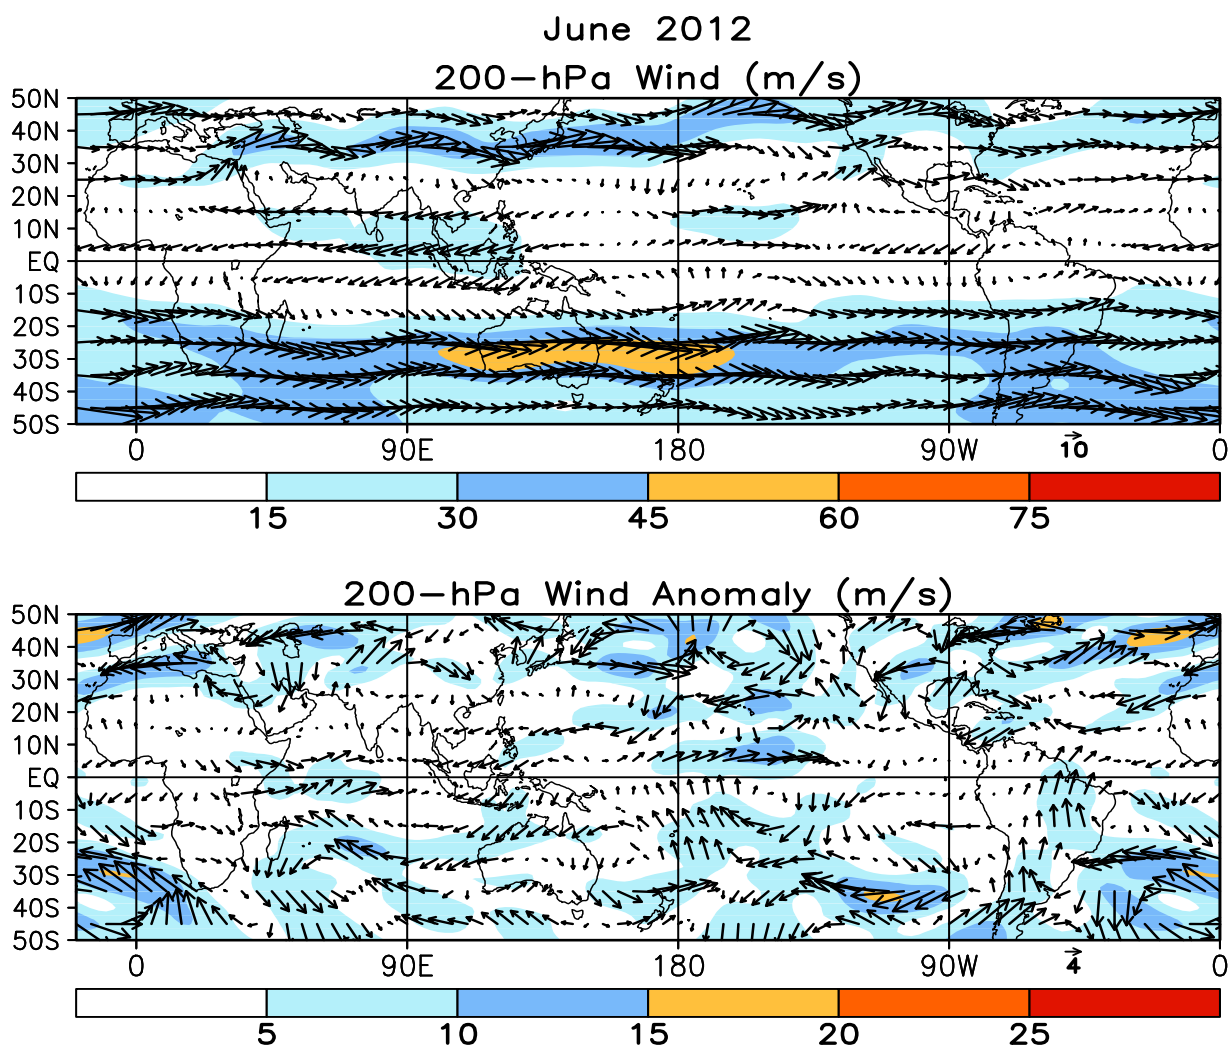 June 2012
200-hPa Wind (m/s)
50N
40N
30N
20N
10N
EQ
10S
20S
30S
40S
50S
0 90E 180 90W 0
10
15 30 45 60 75
200-hPa Wind Anomaly (m/s)
50N
40N
30N
20N
10N
EQ
10S
20S
30S
40S
50S
0 90E 180 90W 0
4
5 10 15 20 25